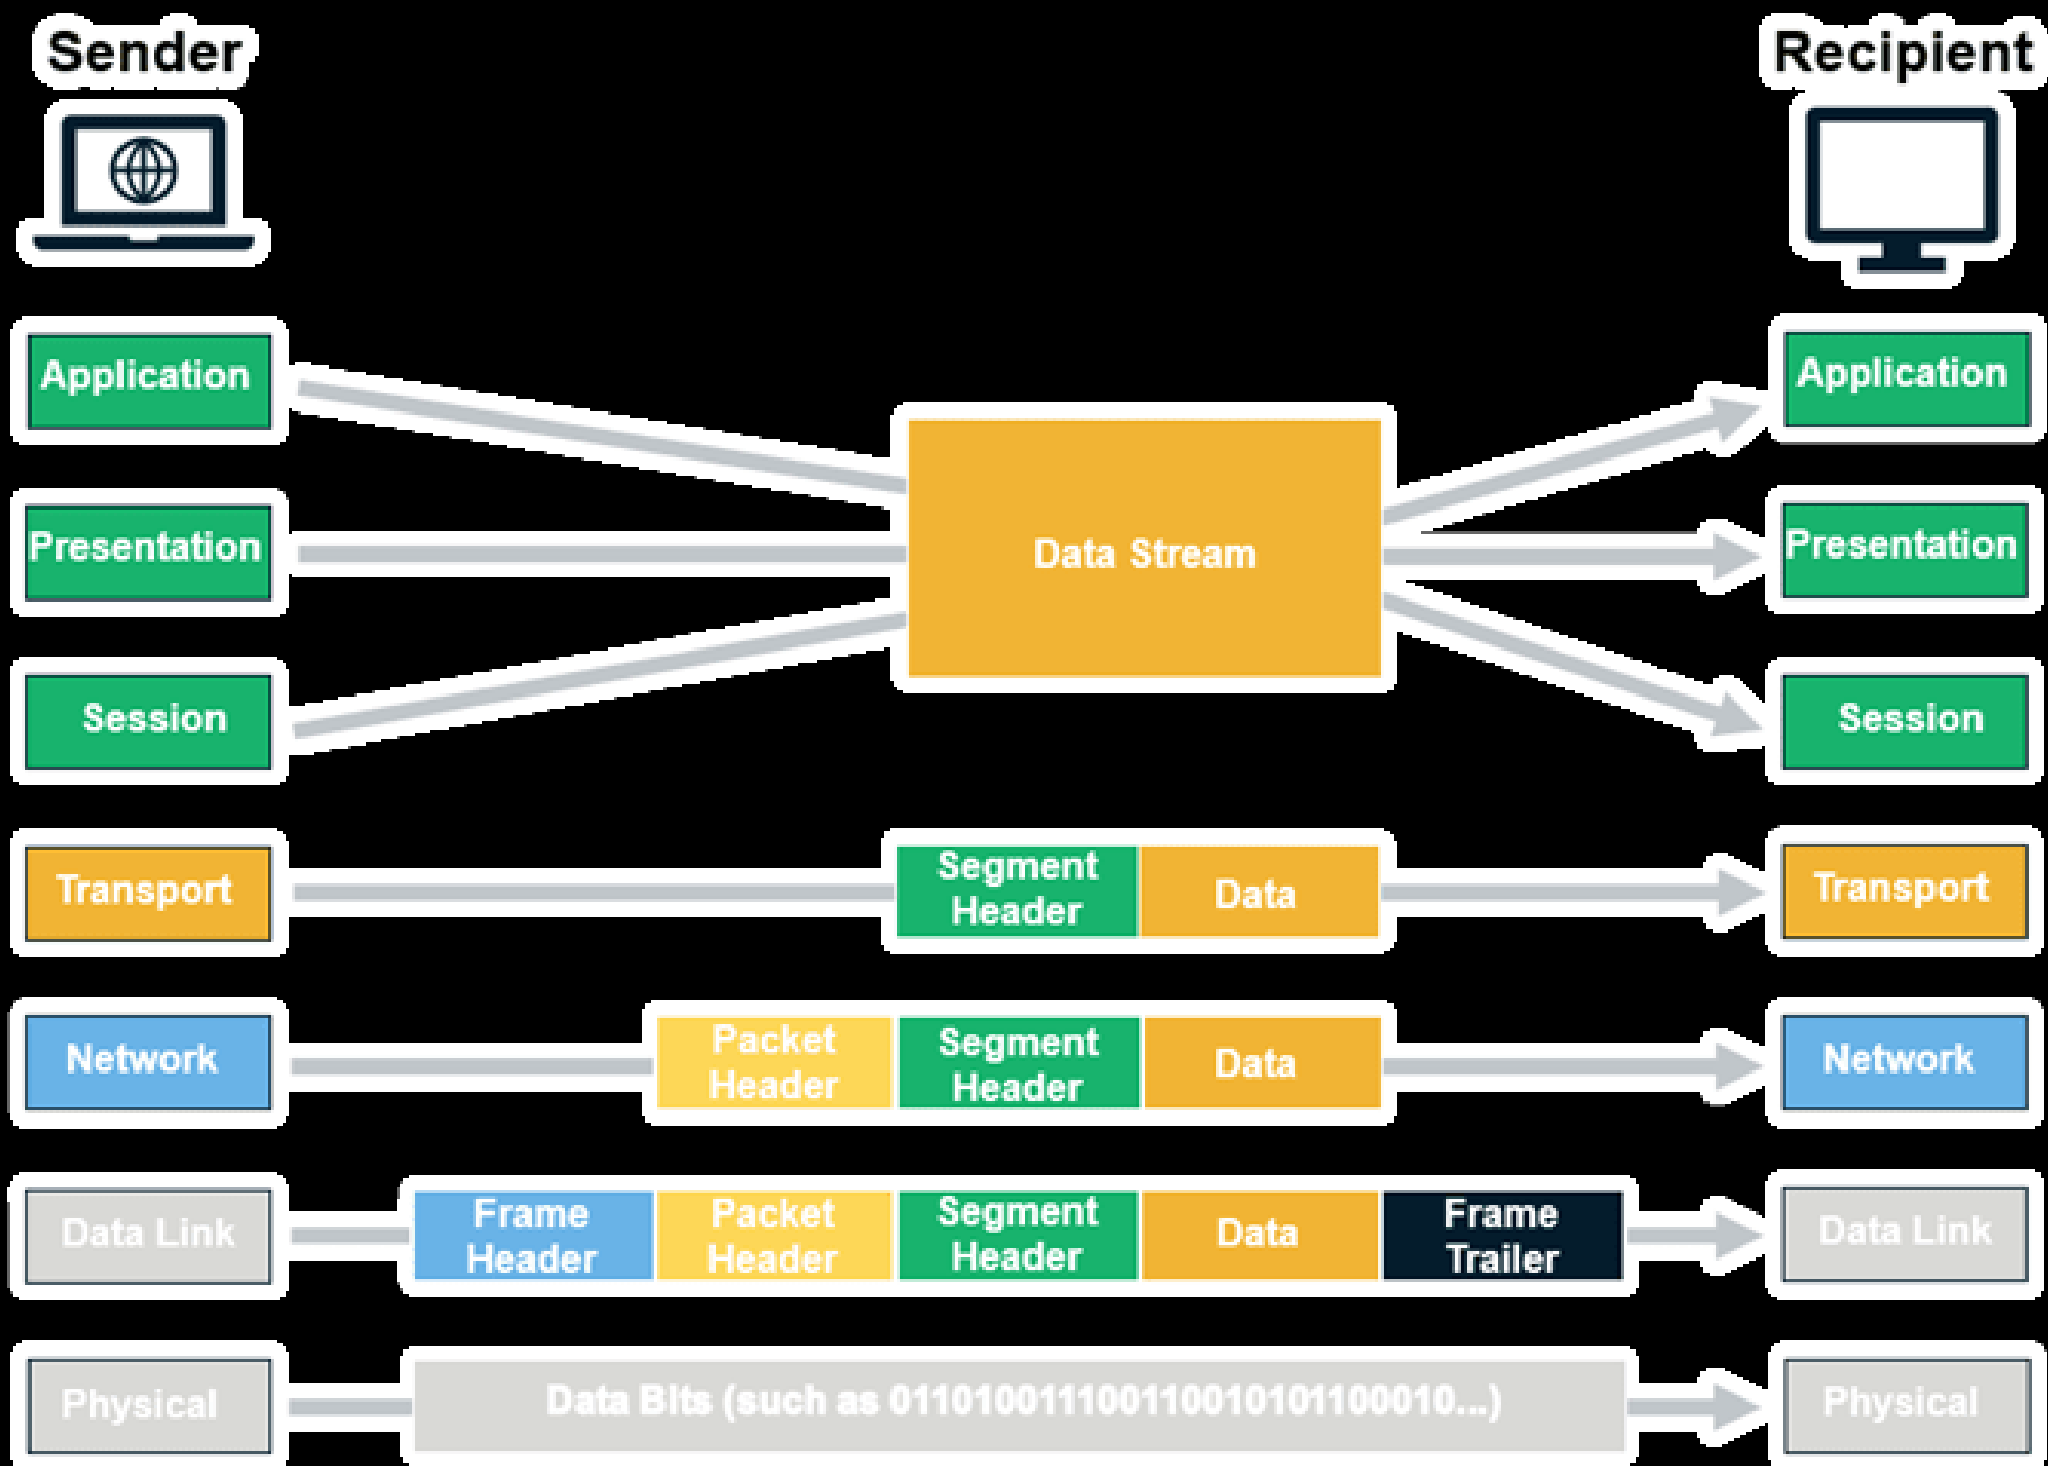 Sender
Recipient
Application
Application
Presentation
Data Stream
Presentation
Session
Session
Transport
Segment
Header
Data
Transport
Network
Packet
Header
Segment
Header
Data
Network
Data Link
Frame
Header
Packet
Header
Segment
Header
Data
Frame
Trailer
Data Link
Physical
Data Bits (such as 011010011100110010101100010...)
Physical